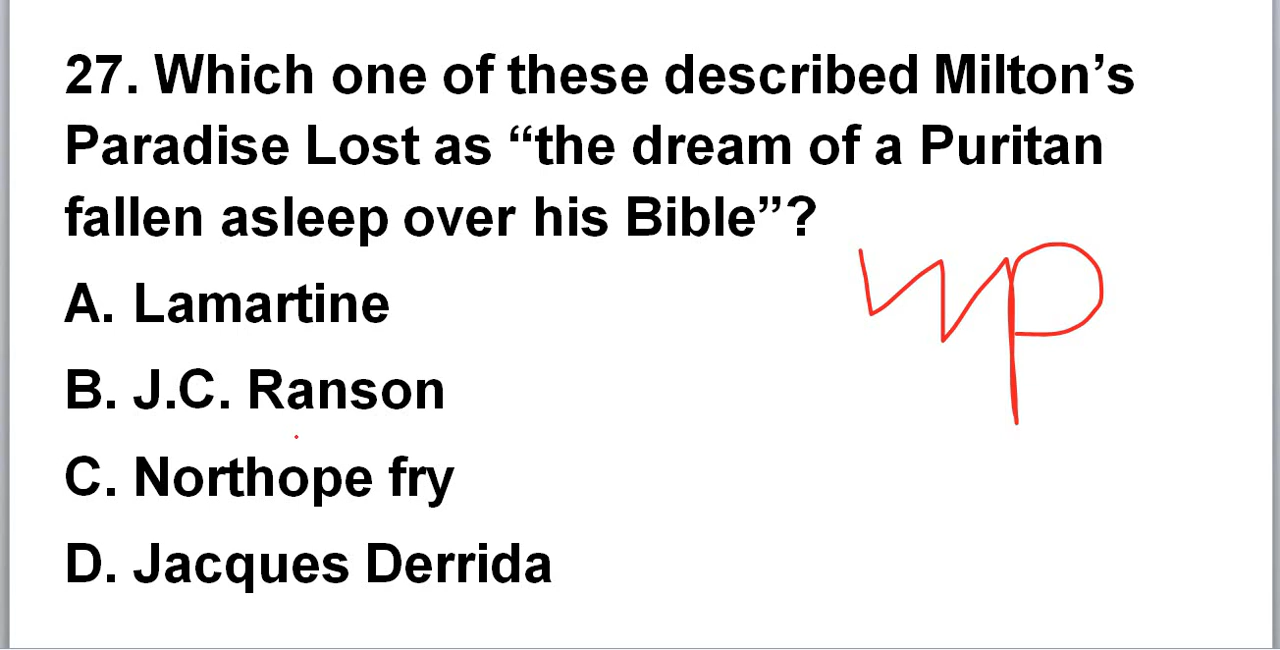 27. Which one of these described Milton’s
Paradise Lost as “the dream of a Puritan
fallen asleep over his Bible”?
A. Lamartine
B. J.C. Ranson
C. Northope fry
D. Jacques Derrida